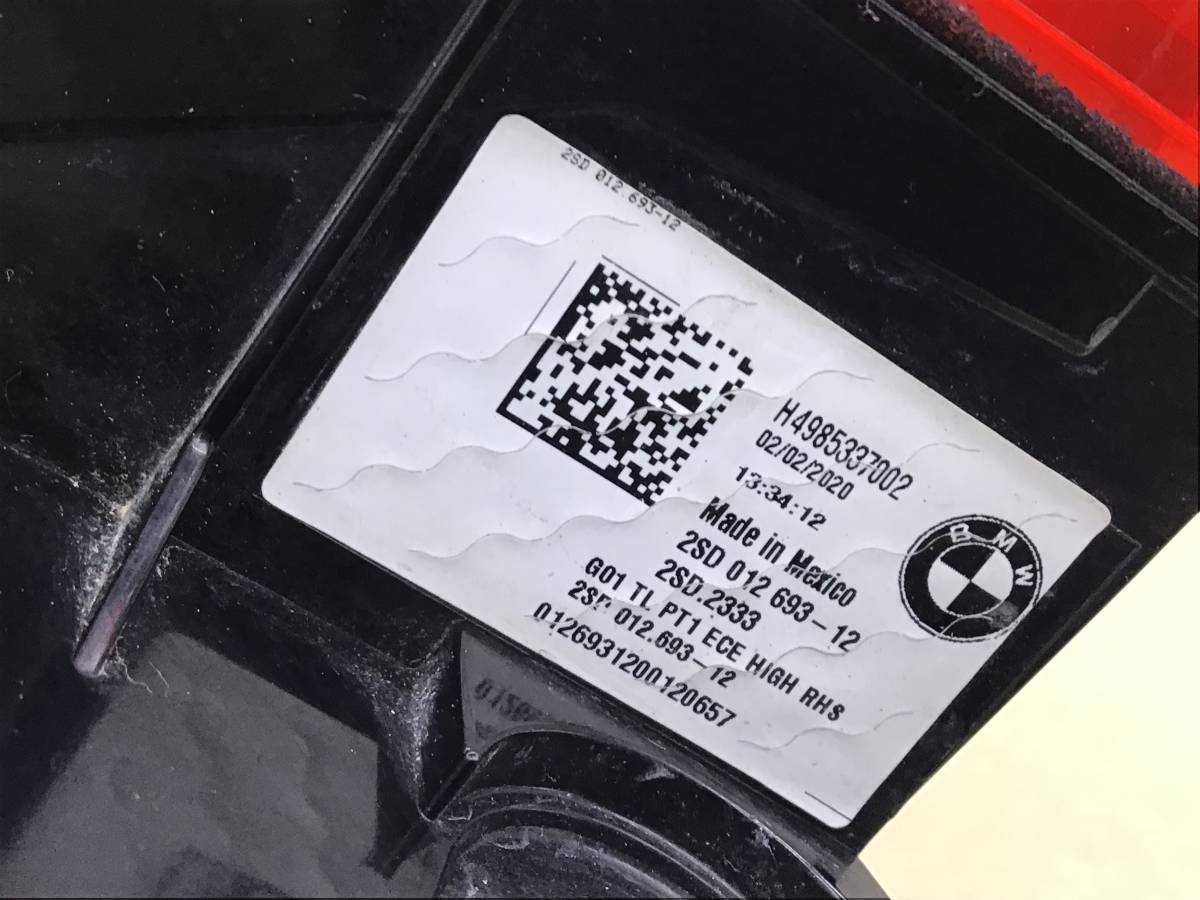 2SD 012.693-12
H4985337002
02/02/2020
13:34:12
Made in Mexico
2SD 012 693-12
2SD.2333
G01 TL PT1 ECE HIGH RHS
2SD 012.693-12
012693120012065​7
BMW